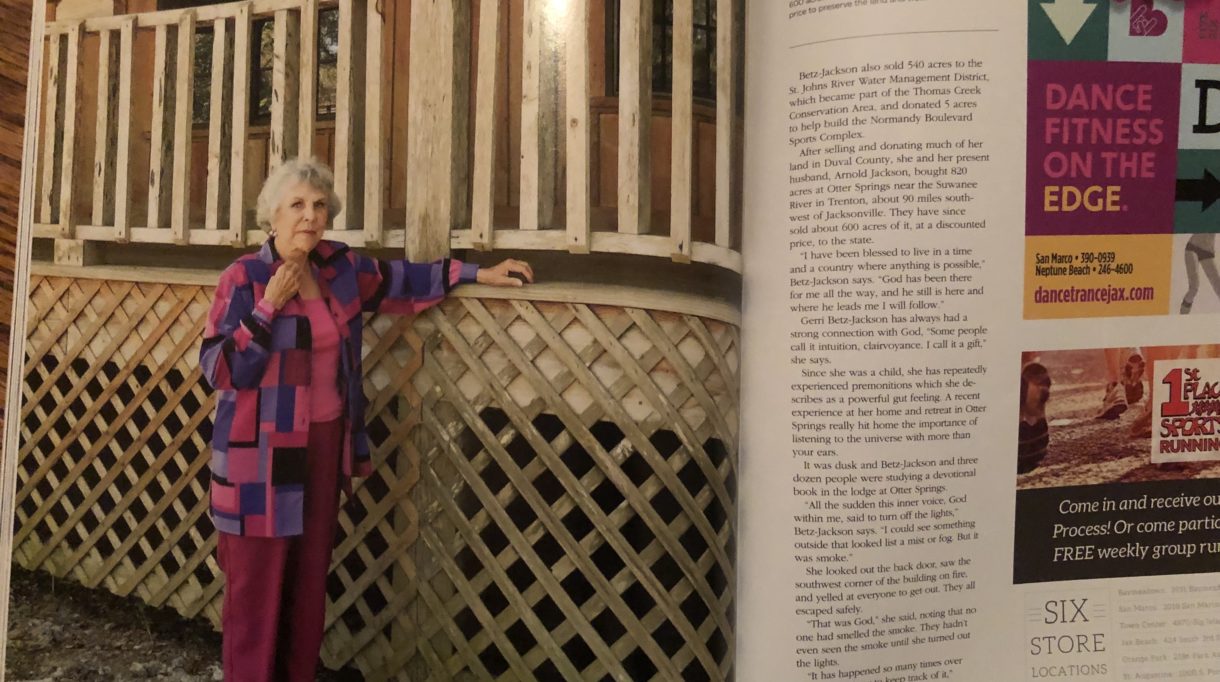 600
price to preserve the land and
Betz-Jackson also sold 540 acres to the
St. Johns River Water Management District,
which became part of the Thomas Creek
Conservation Area, and donated 5 acres
to help build the Normandy Boulevard
Sports Complex.
After selling and donating much of her
land in Duval County, she and her present
husband, Arnold Jackson, bought 820
acres at Otter Springs near the Suwanee
River in Trenton, about 90 miles south-
west of Jacksonville. They have since
sold about 600 acres of it, at a discounted
price, to the state.
"I have been blessed to live in a time
and a country where anything is possible,"
Betz-Jackson says. "God has been there
for me all the way, and he still is here and
where he leads me I will follow."
Gerri Betz-Jackson has always had a
strong connection with God, "Some people
call it intuition, clairvoyance. I call it a gift,"
she says.
Since she was a child, she has repeatedly
experienced premonitions which she de-
scribes as a powerful gut feeling. A recent
experience at her home and retreat in Otter
Springs really hit home the importance of
listening to the universe with more than
your ears.
It was dusk and Betz-Jackson and three
dozen people were studying a devotional
book in the lodge at Otter Springs.
"All the sudden this inner voice, God
within me, said to turn off the lights,"
Betz-Jackson says. "I could see something
outside that looked list a mist or fog. But it
was smoke."
She looked out the back door, saw the
southwest corner of the building on fire,
and yelled at everyone to get out. They all
escaped safely.
"That was God," she said, noting that no
one had smelled the smoke. They hadn't
even seen the smoke until she turned out
the lights.
"It has happened so many times over
keep track of it,"
DANCE
FITNESS
ON THE
EDGE.
San Marco • 390-0939
Neptune Beach • 246-4600
dancetrancejax.com
D
1ST
PLAC
SPORTS
RUNNING
Come in and receive ou
Process! Or come partic
FREE weekly group ru
SIX
STORE
LOCATIONS
Baymeadows
San Marco
Town Center
Jax Beach
Orange Park
St. Augustine